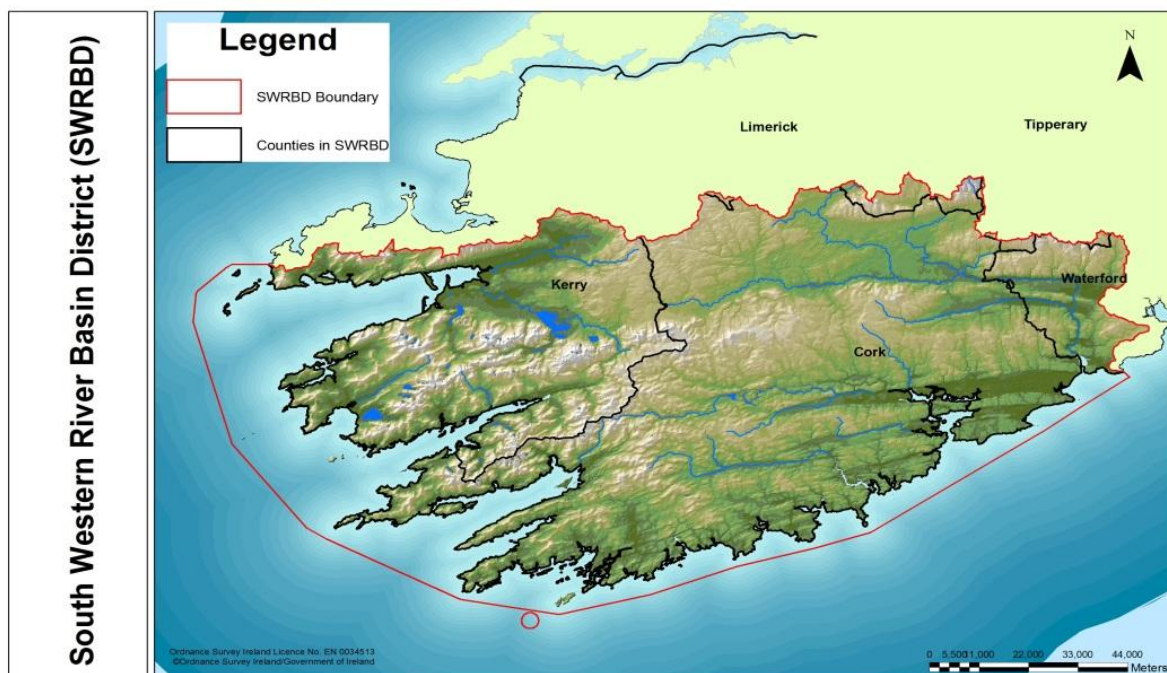 South Western River Basin District (SWRBD)
Legend
SWRBD Boundary
Counties in SWRBD
N
Limerick
Tipperary
Kerry
Waterford
Cork
Ordnance Survey Ireland Licence No. EN 0034513
©Ordnance Survey Ireland/Government of Ireland
0 5,50011,000 22,000 33,000 44,000
Meters